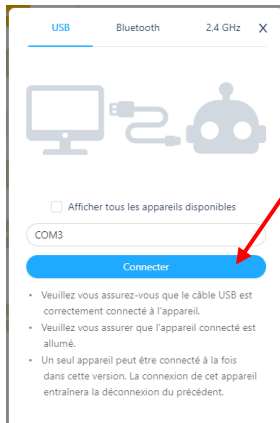 USB Bluetooth 2,4 GHz X
Afficher tous les appareils disponibles
COM3
Connecter
• Veuillez vous assurez-vous que le câble USB est
correctement connecté à l'appareil.
• Veuillez vous assurer que l'appareil connecté est
allumé.
• Un seul appareil peut être connecté à la fois
dans cette version. La connexion de cet appareil
entraînera la déconnexion du précédent.